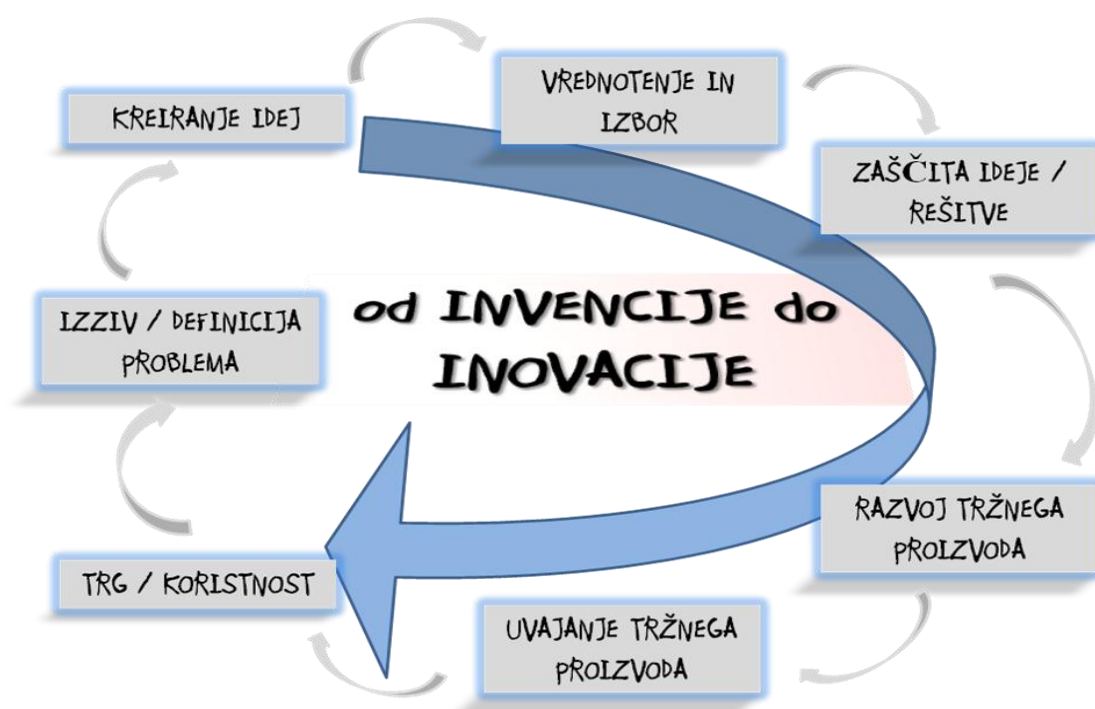 KREIRANJE IDEJ
VREDNOTENJE IN
IZBOR
ZAŠČITA IDEJE /
REŠITVE
od INVENCIJE do
INOVACIJE
IZZIV / DEFINICIJA
PROBLEMA
RAZVOJ TRŽNEGA
PROIZVODA
TRG / KORISTNOST
UVAJANJE TRŽNEGA
PROIZVODA